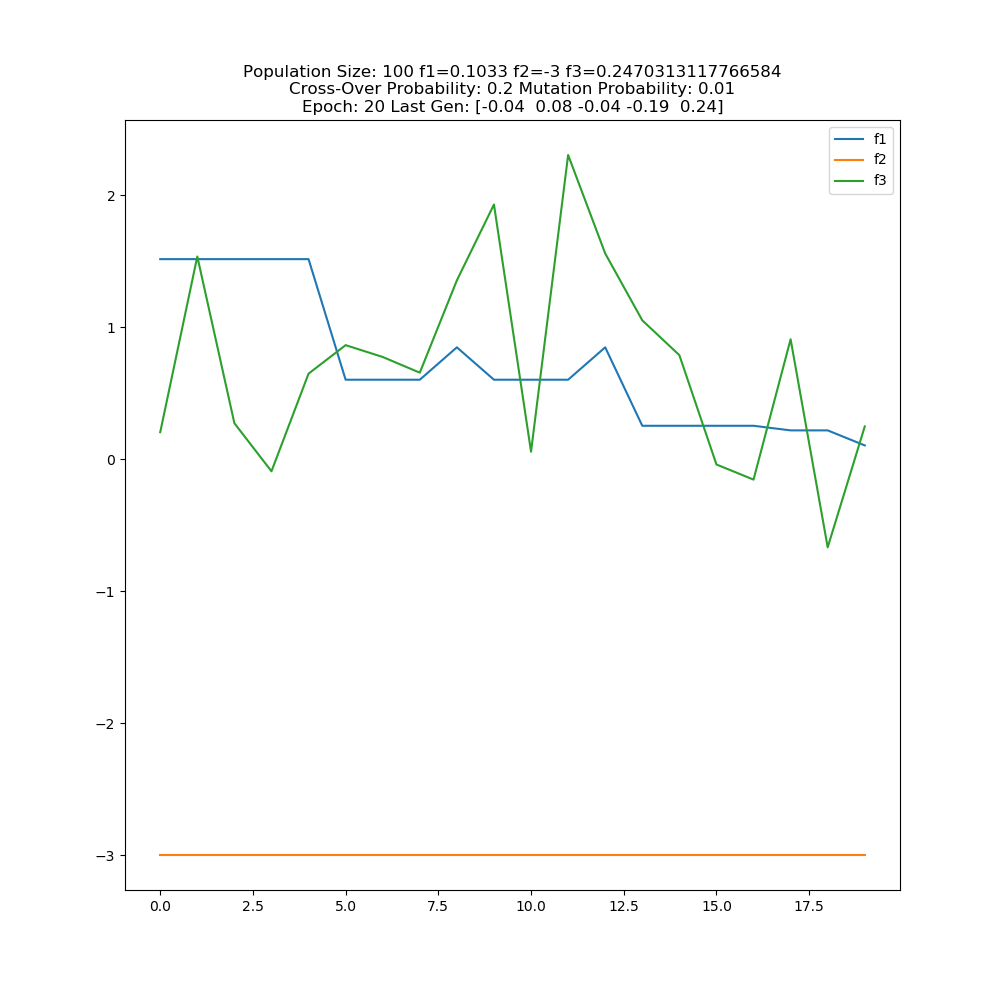 Population Size: 100 f1=0.1033 f2=-3 f3=0.2470313117766584
Cross-Over Probability: 0.2 Mutation Probability: 0.01
Epoch: 20 Last Gen: [-0.04  0.08 -0.04 -0.19  0.24]
f1
f2
f3
2
1
0
−1
−2
−3
0.0 2.5 5.0 7.5 10.0 12.5 15.0 17.5